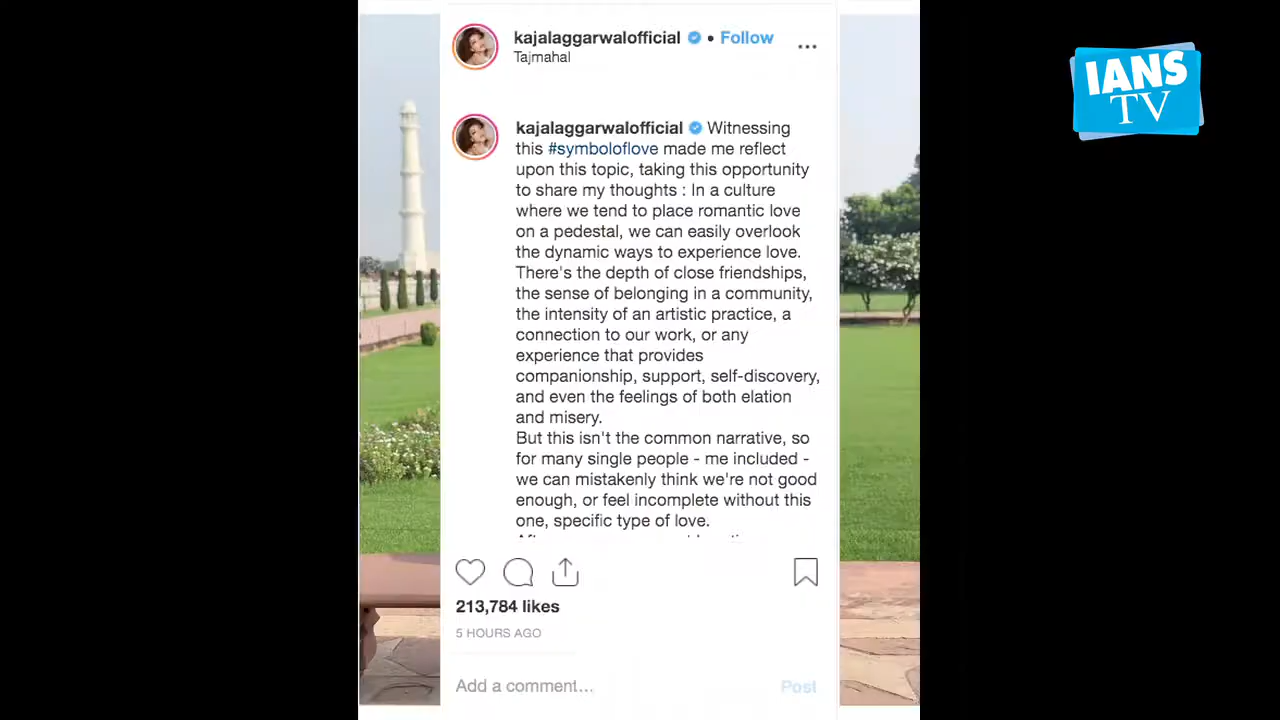 kajalaggarwalofficial • Follow
Tajmahal
IANS
TV
kajalaggarwalofficial Witnessing
this #symboloflove made me reflect
upon this topic, taking this opportunity
to share my thoughts : In a culture
where we tend to place romantic love
on a pedestal, we can easily overlook
the dynamic ways to experience love.
There's the depth of close friendships,
the sense of belonging in a community,
the intensity of an artistic practice, a
connection to our work, or any
experience that provides
companionship, support, self-discovery,
and even the feelings of both elation
and misery.
But this isn't the common narrative, so
for many single people - me included -
we can mistakenly think we're not good
enough, or feel incomplete without this
one, specific type of love.
213,784 likes
5 HOURS AGO
Add a comment...
Post